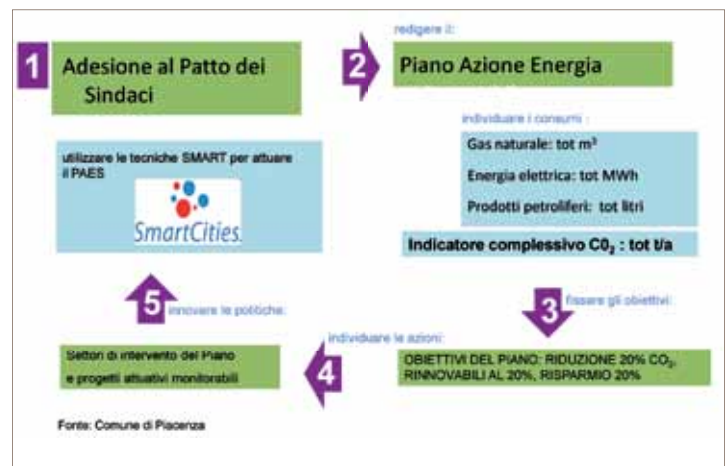 1
Adesione al Patto dei
Sindaci
redigere il:
2
Piano Azione Energia
individuare i consumi :
Gas naturale: tot m³
Energia elettrica: tot MWh
Prodotti petroliferi: tot litri
Indicatore complessivo C0₂ : tot t/a
3
fissare gli obiettivi:
OBIETTIVI DEL PIANO: RIDUZIONE 20% CO₂,
RINNOVABILI AL 20%, RISPARMIO 20%
individuare le azioni:
4
Settori di intervento del Piano
e progetti attuativi monitorabili
5
innovare le politiche:
utilizzare le tecniche SMART per attuare
il PAES
SmartCities.
Fonte: Comune di Piacenza